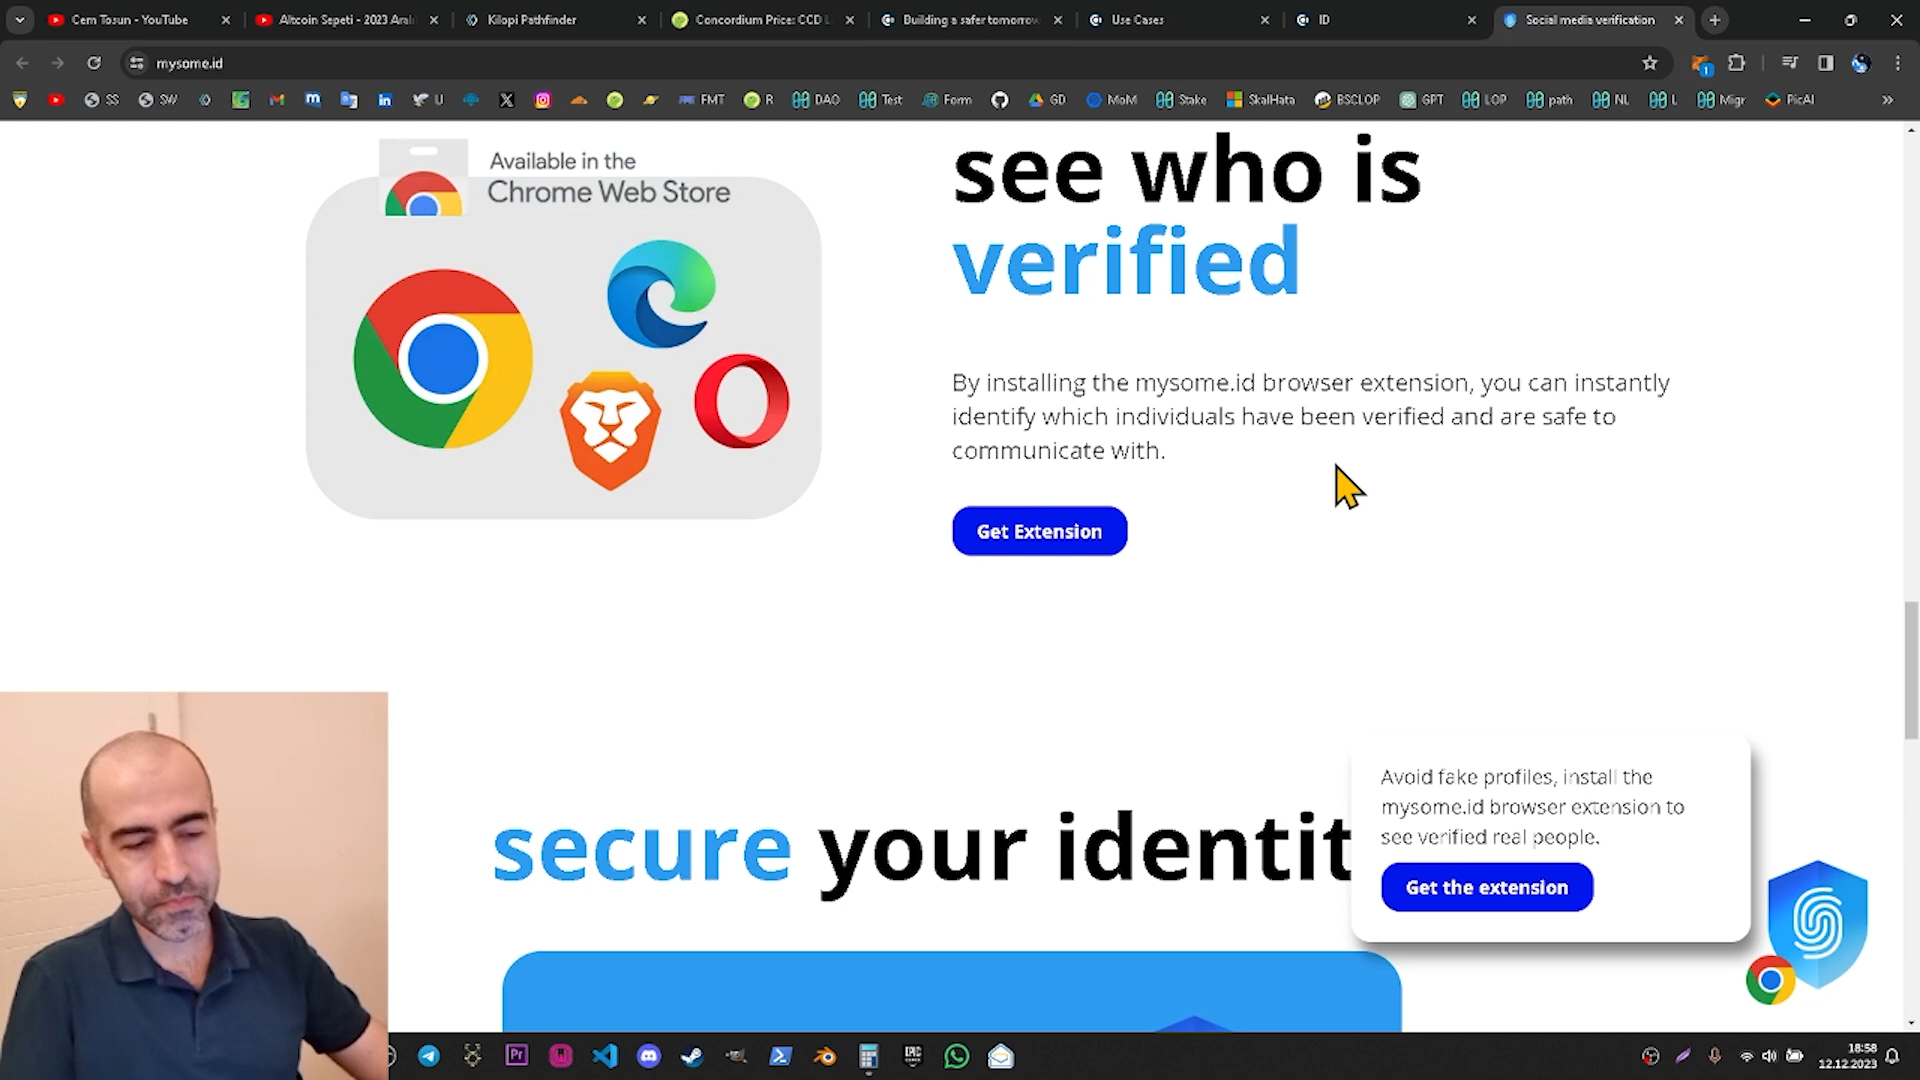 Cem Tosun - YouTube
Altcoin Sepeti - 2023 Aral
Kilopi Pathfinder
Concordium Price: CCD L
Building a safer tomorrow
Use Cases
ID
Social media verification
mysome.id
SS
SW
U
FMT
R
DAO
Test
Form
GD
MoM
Stake
SkalHata
BSCLOP
GPT
LOP
path
NL
L
Migr
PicAI
Available in the
Chrome Web Store
see who is
verified
By installing the mysome.id browser extension, you can instantly
identify which individuals have been verified and are safe to
communicate with.
Get Extension
secure your identit
Avoid fake profiles, install the
mysome.id browser extension to
see verified real people.
Get the extension
Pr
EPIC
18:58
12.12.2023